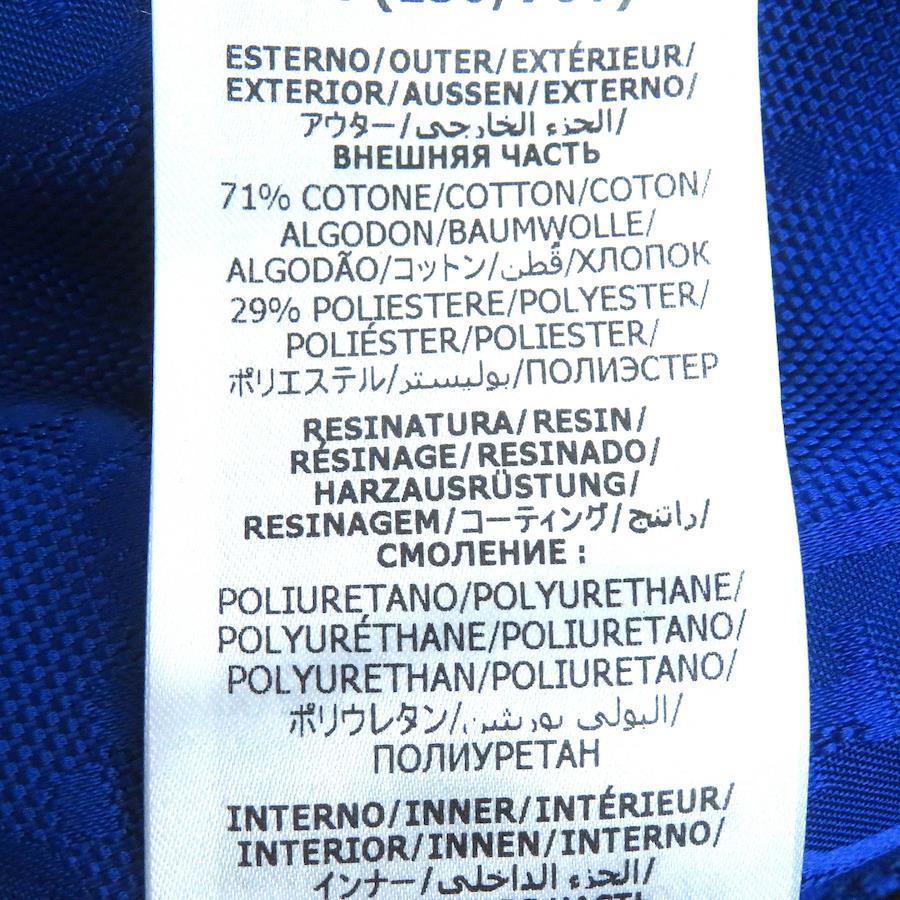 ESTERNO/OUTER/EXTÉRIEUR/
EXTERIOR/AUSSEN/EXTERNO/
アウター/الجزء الخارجي/
ВНЕШНЯЯ ЧАСТЬ
71% COTONE/COTTON/COTON/
ALGODON/BAUMWOLLE/
ALGODÃO/コットン/قُطن/ХЛОПОК
29% POLIESTERE/POLYESTER/
POLIÉSTER/POLIESTER/
ポリエステル/بوليستر/ПОЛИЭСТЕР
RESINATURA/RESIN/
RÉSINAGE/RESINADO/
HARZAUSRÜSTUNG/
RESINAGEM/コーティング/راتنج/
СМОЛЕНИЕ :
POLIURETANO/POLYURETHANE/
POLYURÉTHANE/POLIURETANO/
POLYURETHAN/POLIURETANO/
ポリウレタン/البولي يوريثين/
ПОЛИУРЕТАН
INTERNO/INNER/INTÉRIEUR/
INTERIOR/INNEN/INTERNO/
インナー/الجزء الداخلي/